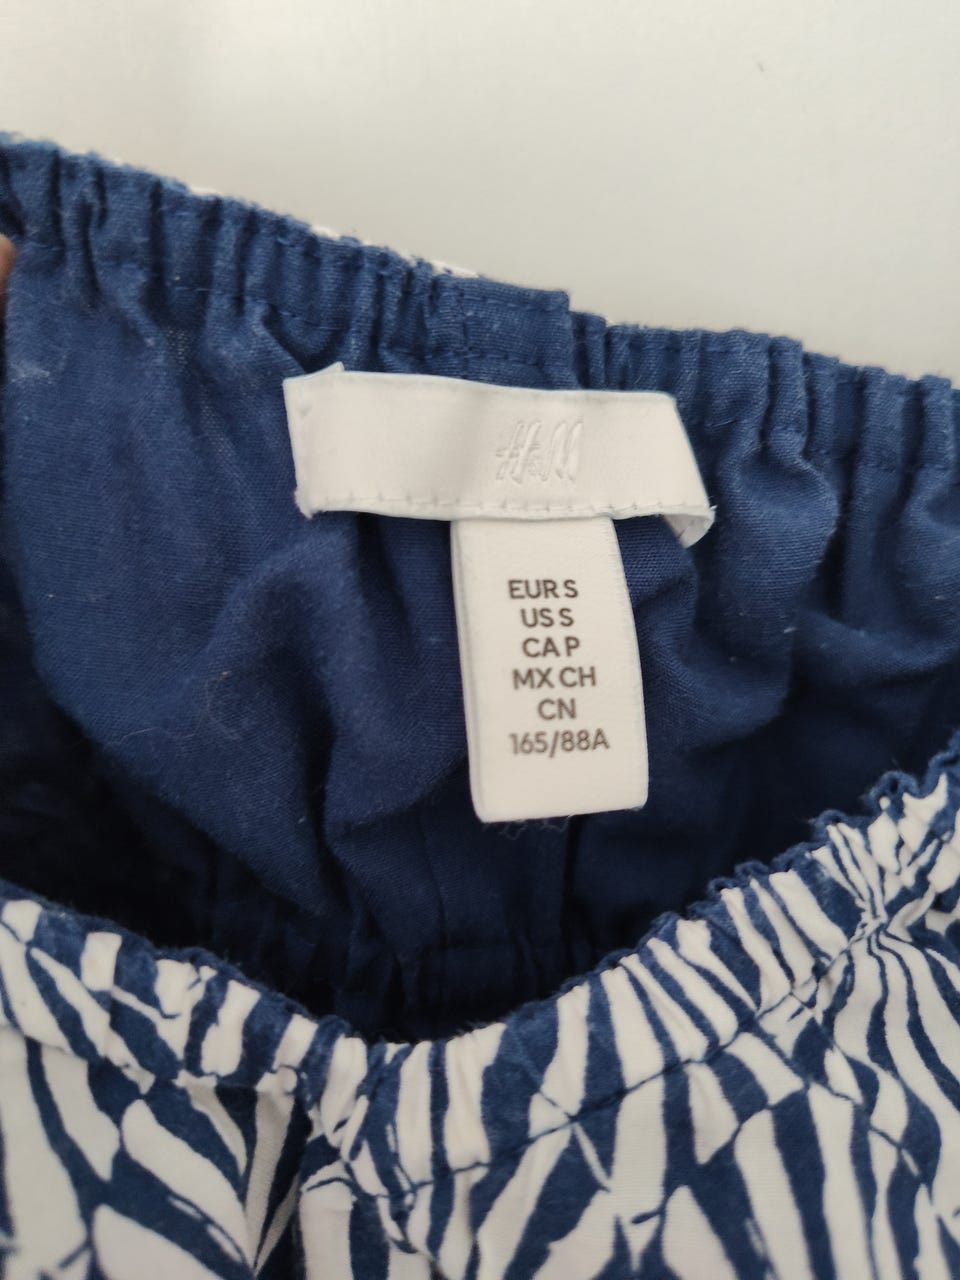 H&M
EUR S
US S
CA P
MX CH
CN
165/88A